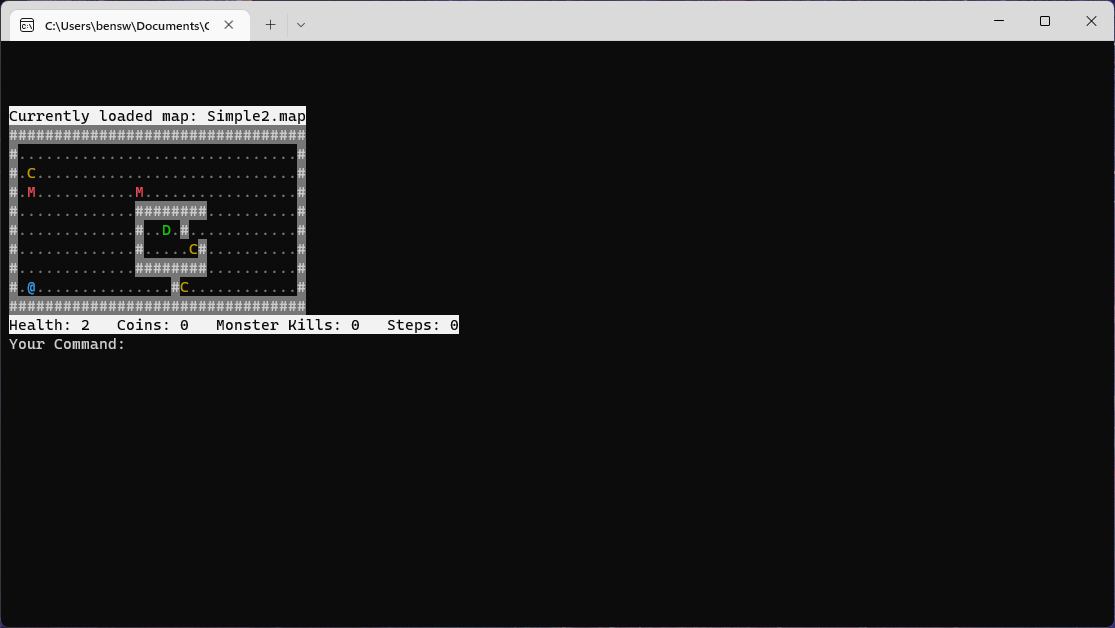 C:\Users\bensw\Documents\C
Currently loaded map: Simple2.map
#################################
#...............................#
#.C.............................#
#.M...........M.................#
#.............########..........#
#.............#..D.#............#
#.............#.....C#..........#
#.............########..........#
#.@...............#C............#
#################################
Health: 2   Coins: 0   Monster Kills: 0   Steps: 0
Your Command: